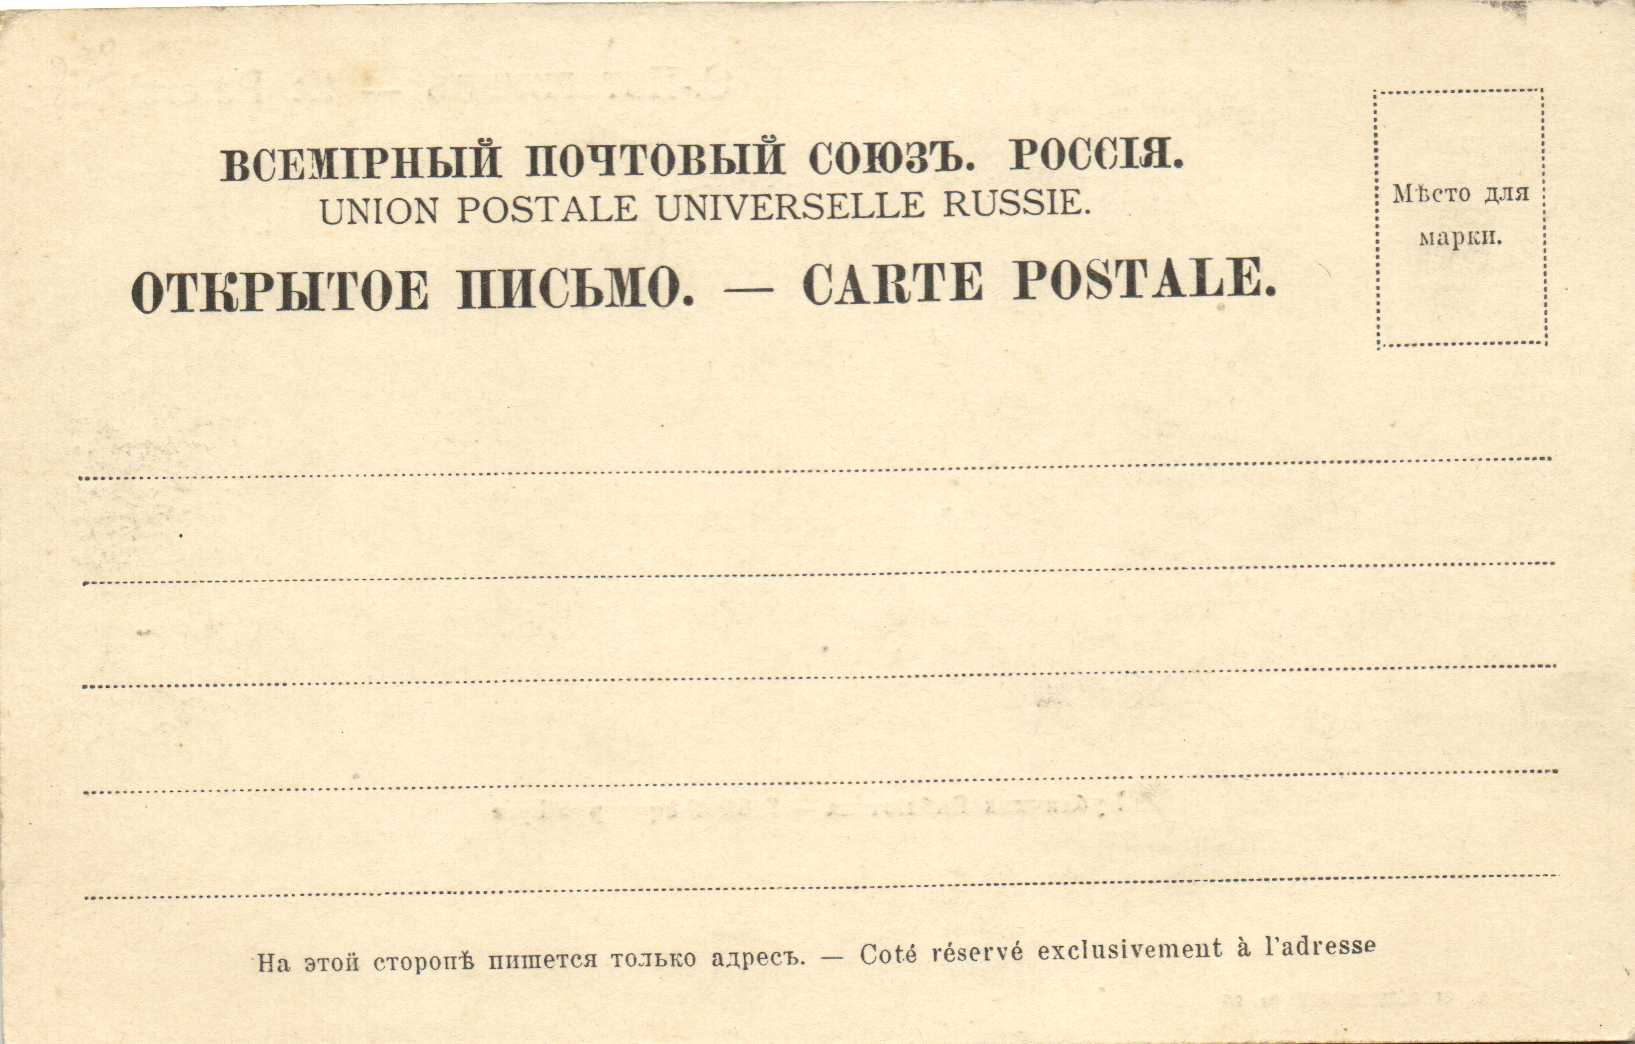 ВСЕМІРНЫЙ ПОЧТОВЫЙ СОЮЗЪ. РОССІЯ.
UNION POSTALE UNIVERSELLE RUSSIE.
ОТКРЫТОЕ ПИСЬМО. — CARTE POSTALE.
Мѣсто для
марки.
На этой сторонѣ пишется только адресъ. — Coté réservé exclusivement à l'adresse